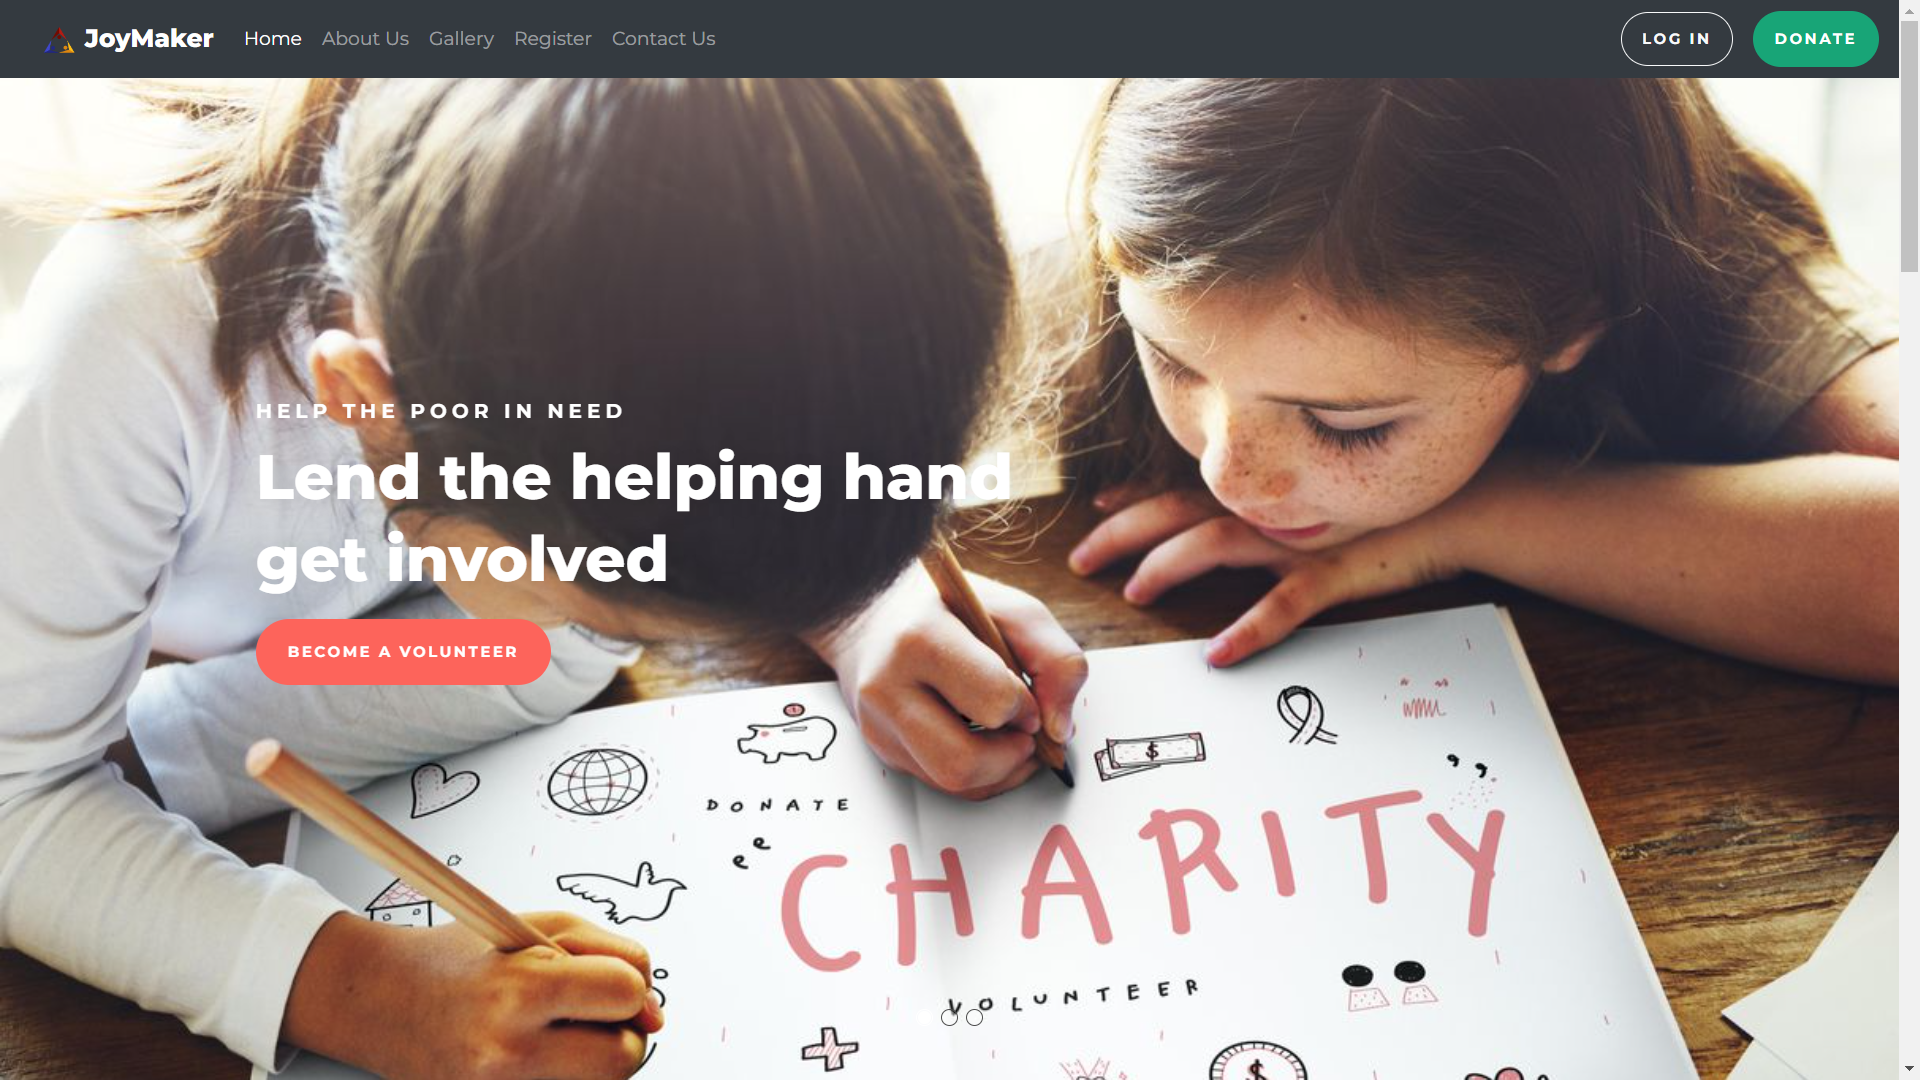 JoyMaker Home About Us Gallery Register Contact Us LOG IN DONATE
HELP THE POOR IN NEED
Lend the helping hand
get involved
BECOME A VOLUNTEER
$
DONATE
CHARITY
VOLUNTEER
$